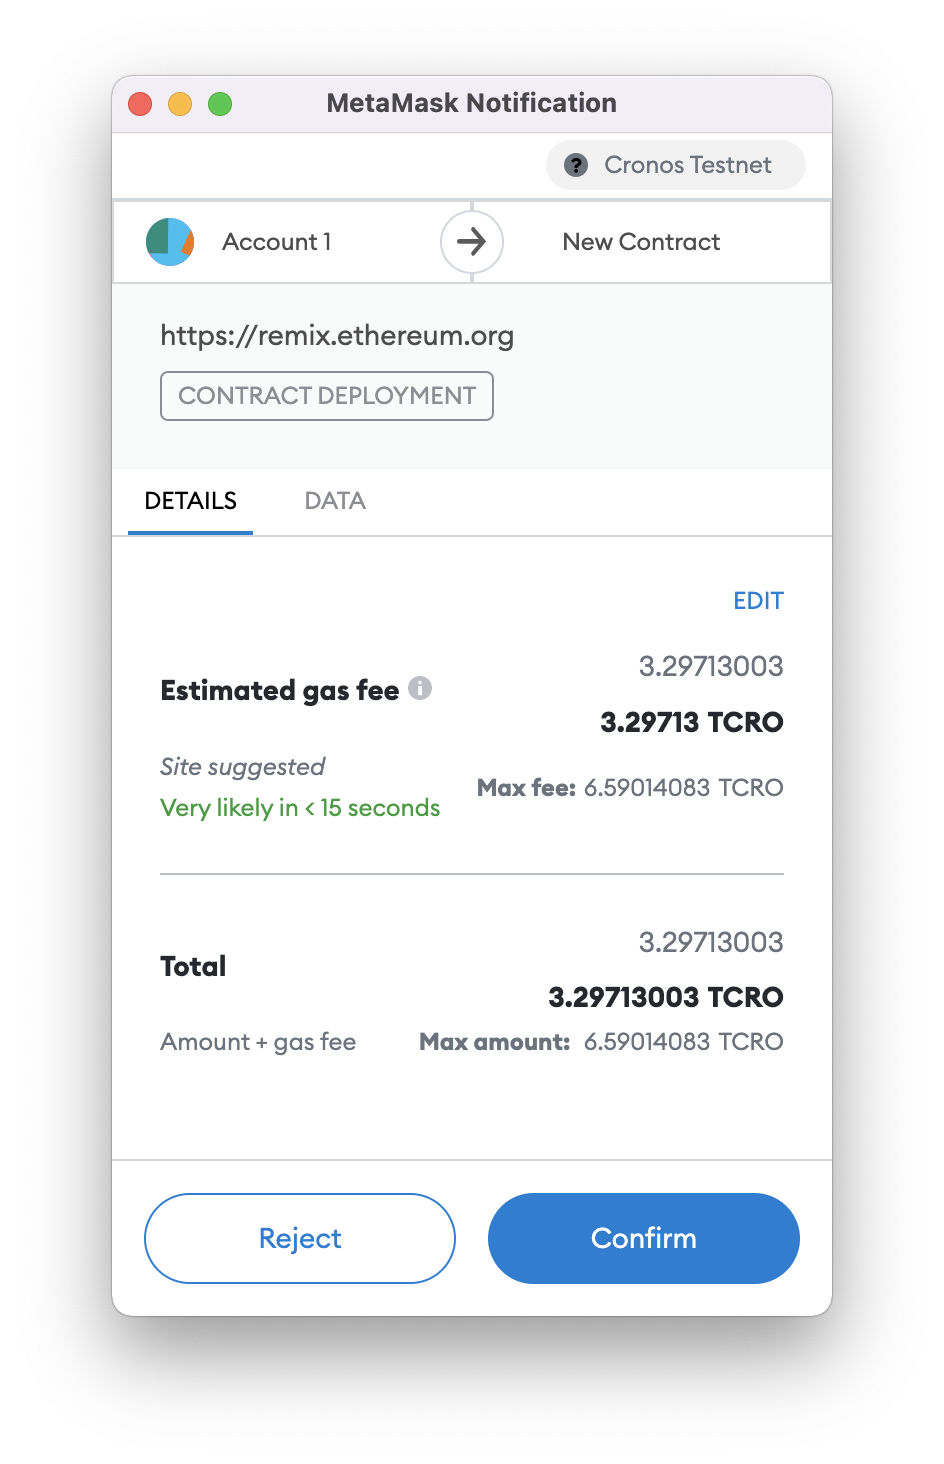 MetaMask Notification
? Cronos Testnet
Account 1
New Contract
https://remix.ethereum.org
CONTRACT DEPLOYMENT
DETAILS
DATA
EDIT
3.29713003
Estimated gas fee
3.29713 TCRO
Site suggested
Max fee: 6.59014083 TCRO
Very likely in < 15 seconds
3.29713003
Total
3.29713003 TCRO
Amount + gas fee
Max amount: 6.59014083 TCRO
Reject
Confirm